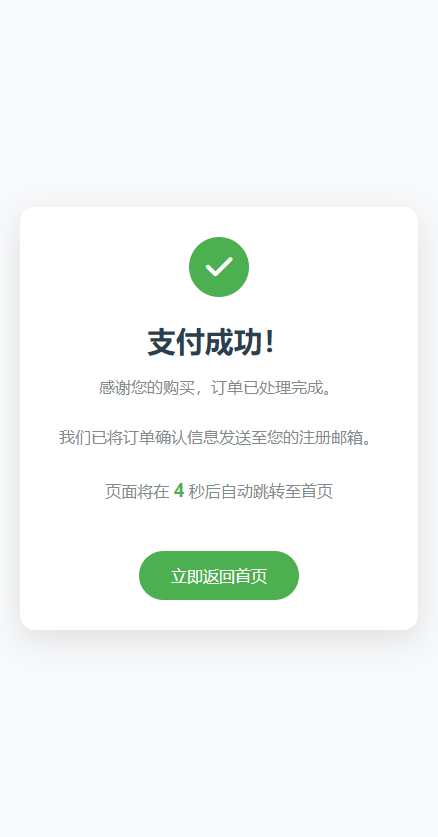 支付成功！
感谢您的购买，订单已处理完成。
我们已将订单确认信息发送至您的注册邮箱。
页面将在 4 秒后自动跳转至首页
立即返回首页